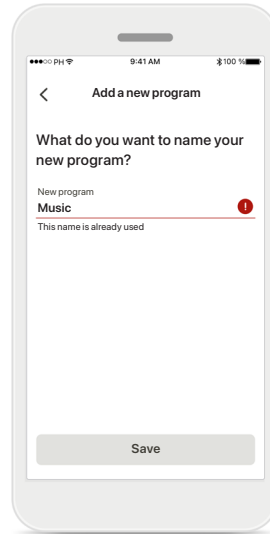 PH 9:41 AM 100 %
Add a new program
What do you want to name your
new program?
New program
Music
!
This name is already used
Save